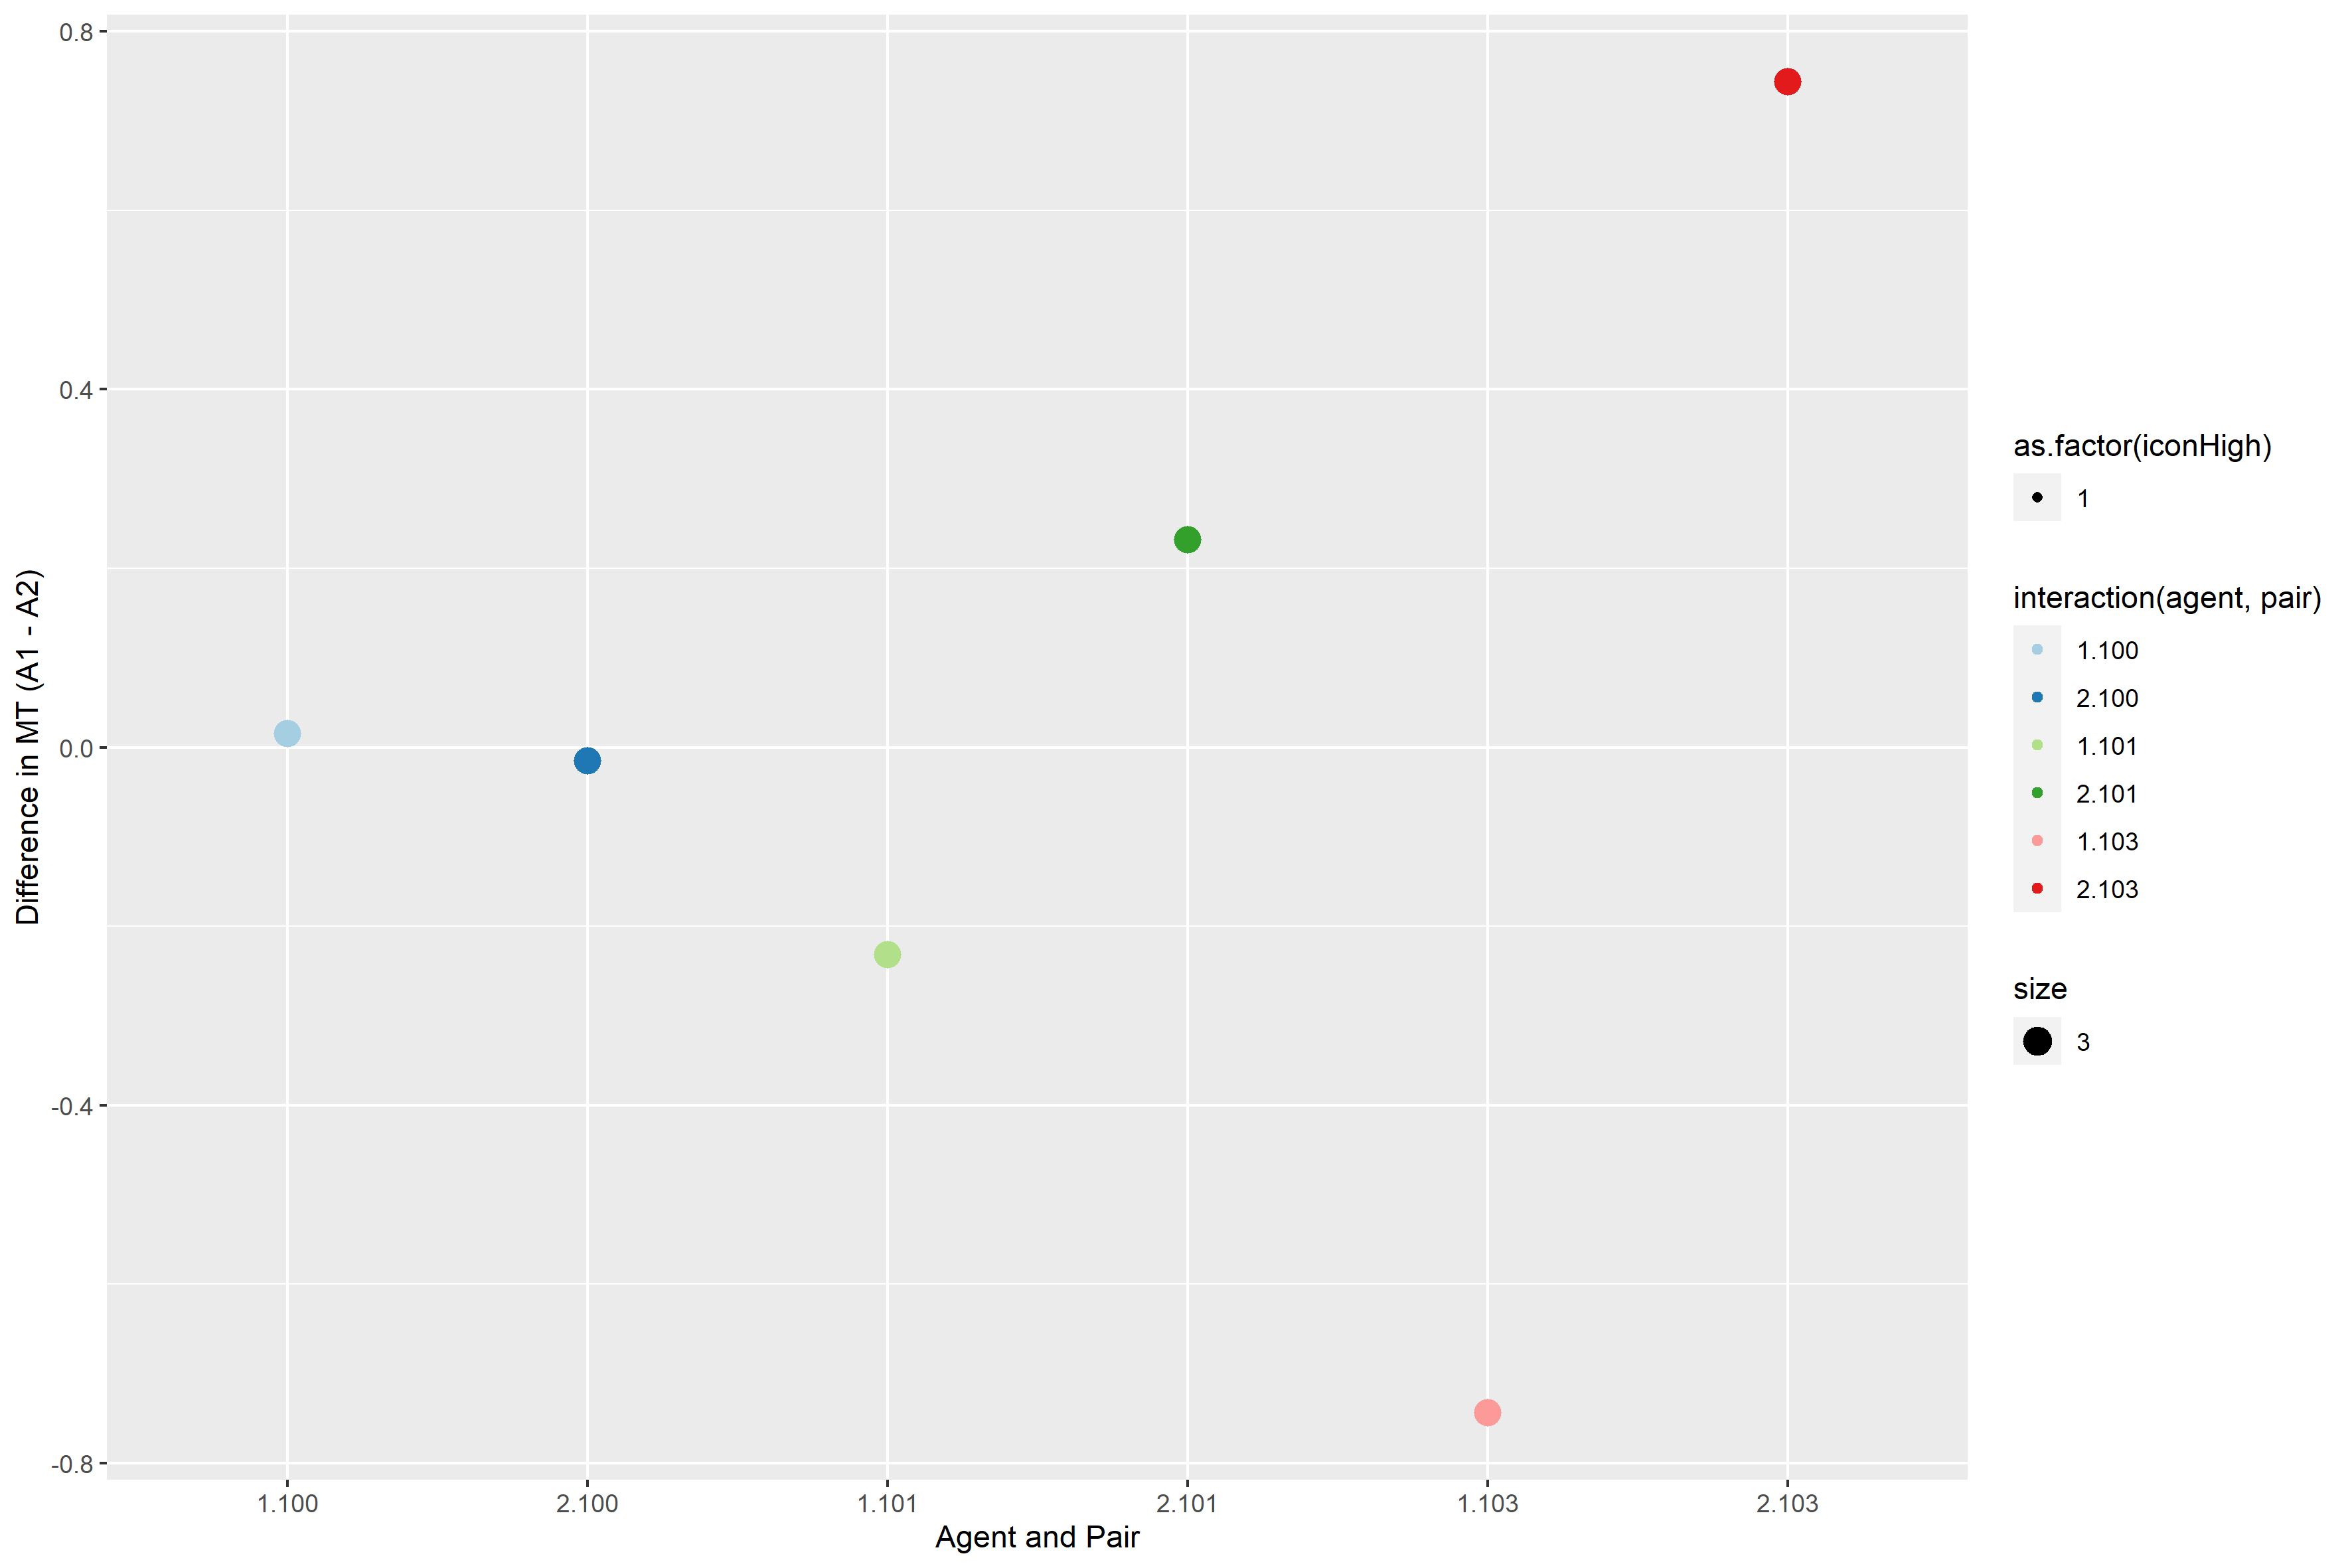 0.8
0.4
0.0
-0.4
-0.8
Difference in MT (A1 - A2)
1.100 2.100 1.101 2.101 1.103 2.103
Agent and Pair
as.factor(iconHigh)
1
interaction(agent, pair)
1.100
2.100
1.101
2.101
1.103
2.103
size
3